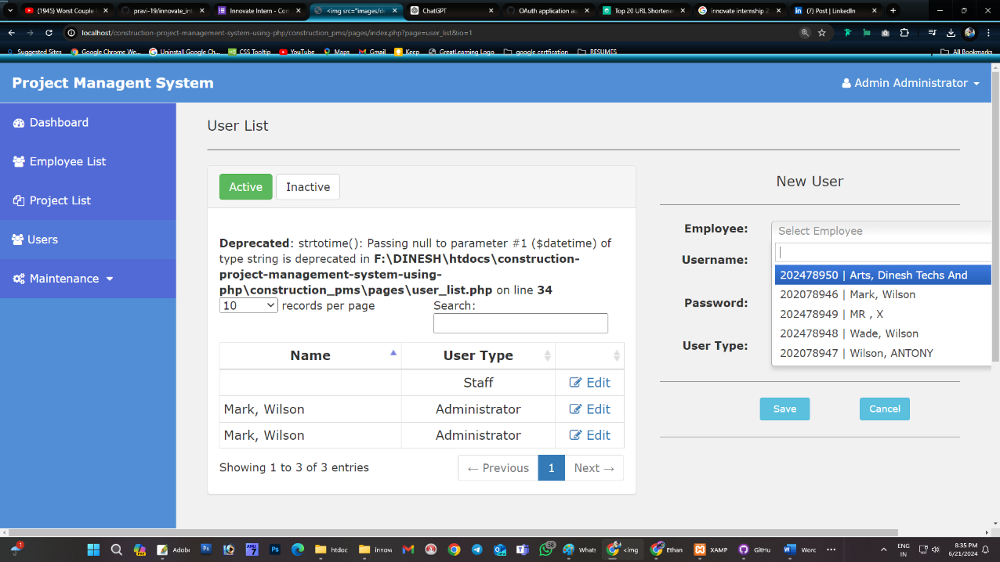 (1945) Worst Couple
pravi-19/innovate_int
Innovate Intern - Con
<img src="images/d
ChatGPT
OAuth application au
Top 20 URL Shortene
innovate internship 2
(7) Post | LinkedIn
localhost/construction-project-management-system-using-php/construction_pms/pages/index.php?page=user_list&io=1
Suggested Sites
Google Chrome We...
Uninstall Google Ch...
CSS Tooltip
YouTube
Maps
Gmail
Keep
GreatLearning Logo
google certfication
RESUMES
All Bookmarks
Project Managent System
Admin Administrator
Dashboard
Employee List
Project List
Users
Maintenance
User List
Active
Inactive
Deprecated: strtotime(): Passing null to parameter #1 ($datetime) of
type string is deprecated in F:\DINESH\htdocs\construction-
project-management-system-using-
php\construction_pms\pages\user_list.php on line 34
10 records per page
Search:
Name User Type
Staff Edit
Mark, Wilson Administrator Edit
Mark, Wilson Administrator Edit
Showing 1 to 3 of 3 entries
← Previous 1 Next →
New User
Employee:
Select Employee
202478950 | Arts, Dinesh Techs And
202078946 | Mark, Wilson
202478949 | MR , X
202478948 | Wade, Wilson
202078947 | Wilson, ANTONY
Username:
Password:
User Type:
Save
Cancel
1
Adob
htdoc
innov
58
Whats
<img
Ethan
XAMP
GitHu
Worc
ENG
IN
8:35 PM
6/21/2024